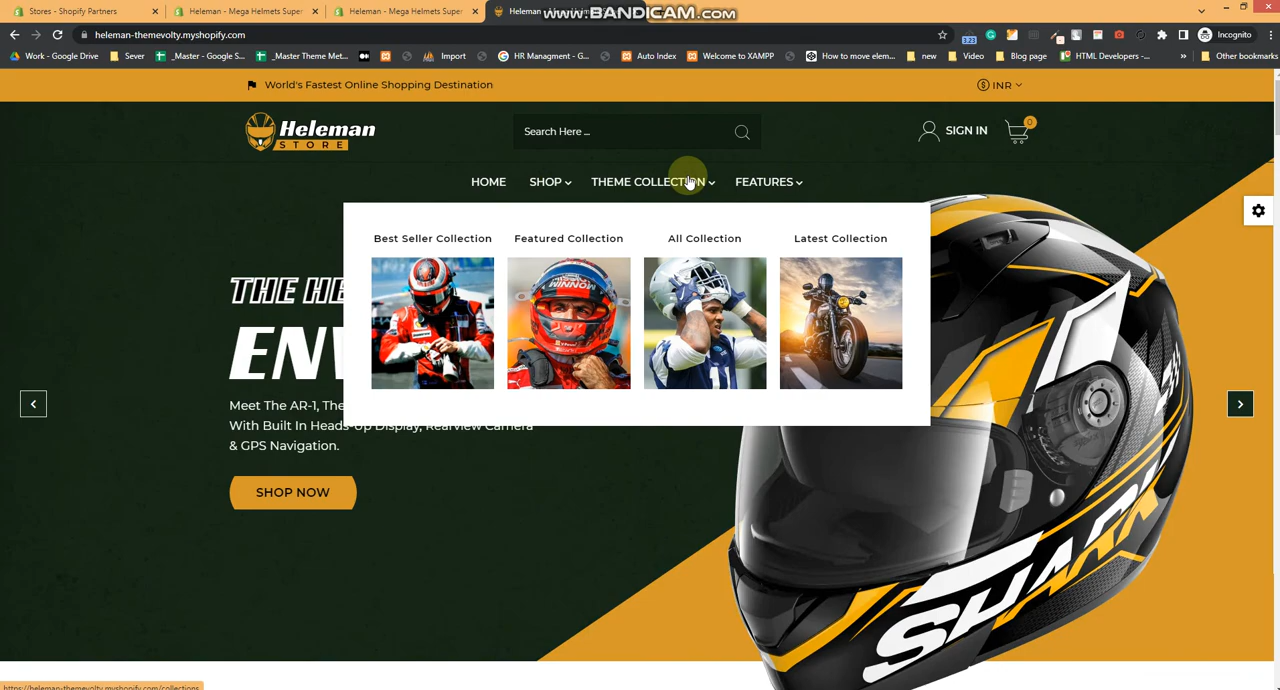 Stores - Shopify Partners
Heleman - Mega Helmets Super
Heleman - Mega Helmets Super
Heleman
www.BANDICAM.com
heleman-themevolty.myshopify.com
3:23
Incognito
Work - Google Drive
Sever
_Master - Google S...
_Master Theme Met...
Import
HR Managment - G...
Auto Index
Welcome to XAMPP
How to move elem...
new
Video
Blog page
HTML Developers -...
»
Other bookmarks
World's Fastest Online Shopping Destination
INR
Heleman
STORE
Search Here ...
SIGN IN
0
HOME
SHOP
THEME COLLECTION
FEATURES
Best Seller Collection
Featured Collection
All Collection
Latest Collection
THE HE
ENV
Meet The AR-1, The
With Built In Heads-Up Display, Rearview Camera
& GPS Navigation.
SHOP NOW
SHARK
https://heleman-themevolty.myshopify.com/collections